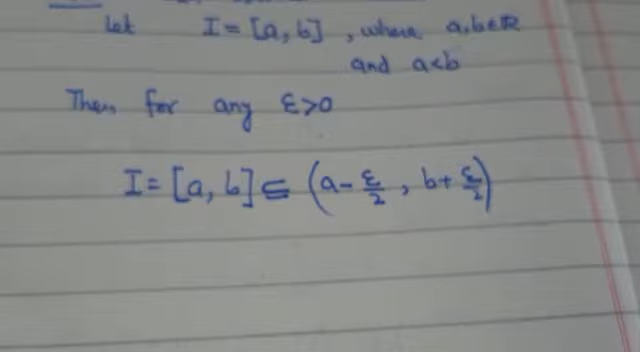 Let I = [a, b], where a, b ∈ ℝ
and a < b
Then for any ε > 0
I = [a, b] ⊆ (a - ε/2, b + ε/2)